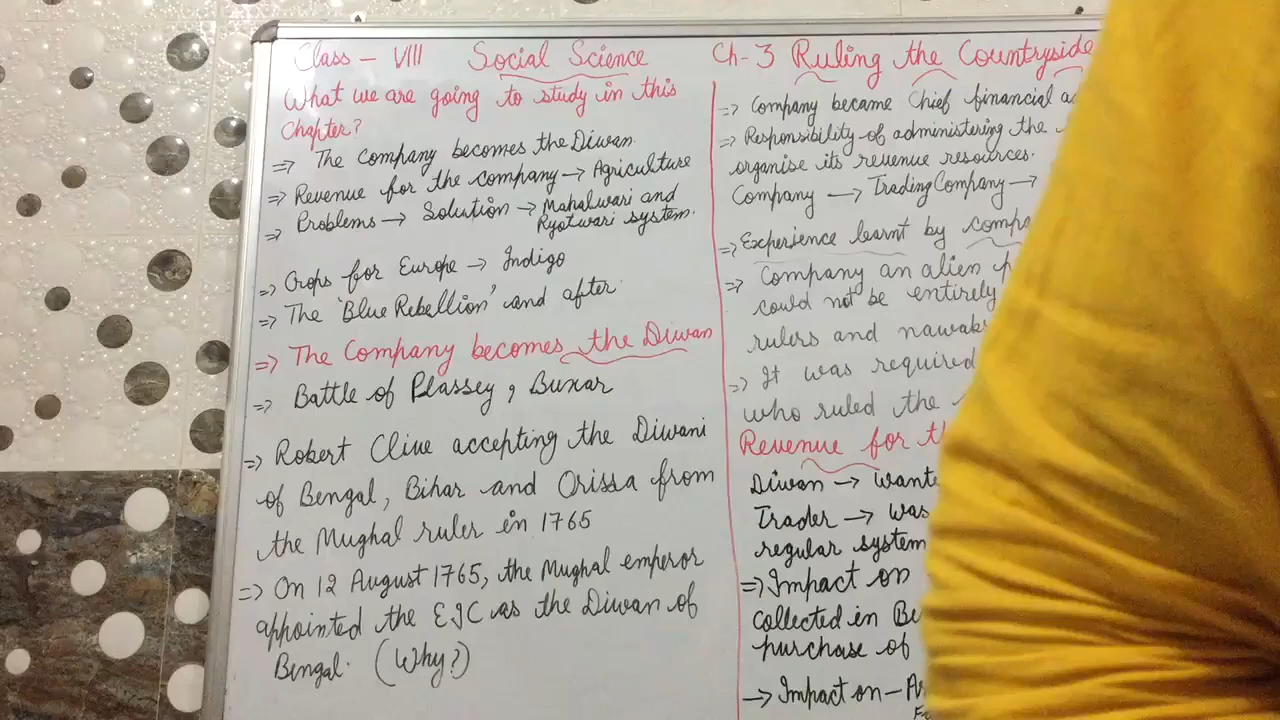 Class - VIII Social Science
What we are going to study in this
Chapter?
=> The Company becomes the Diwan.
=> Revenue for the company → Agriculture
=> Problems → Solution → Mahalwari and
Ryotwari system.
=> Crops for Europe → Indigo
=> The 'Blue Rebellion' and after.
=> The Company becomes the Diwan
=> Battle of Plassey, Buxar
=> Robert Clive accepting the Diwani
of Bengal, Bihar and Orissa from
the Mughal ruler in 1765
=> On 12 August 1765, the Mughal emperor
appointed the EIC as the Diwan of
Bengal. (Why?)
Ch-3 Ruling the Countryside
=> Company became Chief financial
=> Responsibility of administering the
organise its revenue resources.
Company → Trading Company →
=> Experience learnt by
=> Company an alien
could not be entirely
rulers and
=> It was required
who ruled the
Revenue for
Diwan →
Trader → was
regular system
=> Impact on
collected in
purchase of
→ Impact on -